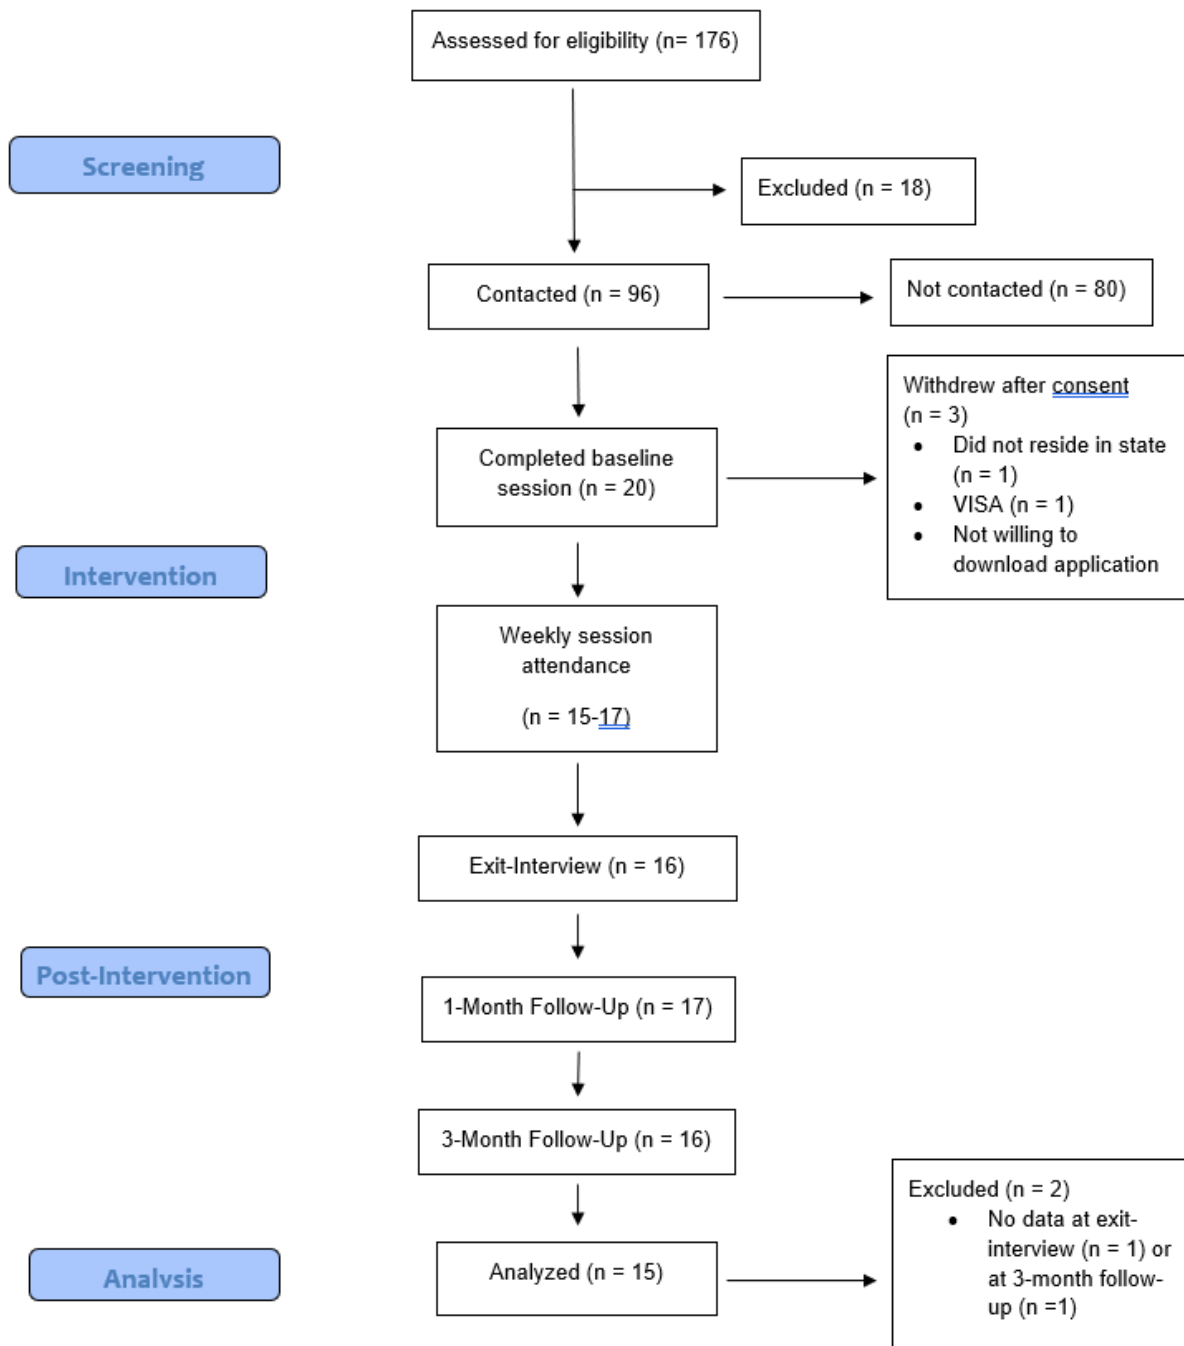 Assessed for eligibility (n= 176)
Screening
Excluded (n = 18)
Contacted (n = 96)
Not contacted (n = 80)
Completed baseline
session (n = 20)
Withdrew after consent
(n = 3)
• Did not reside in state
(n = 1)
• VISA (n = 1)
• Not willing to
download application
Intervention
Weekly session
attendance
(n = 15-17)
Exit-Interview (n = 16)
Post-Intervention
1-Month Follow-Up (n = 17)
3-Month Follow-Up (n = 16)
Analysis
Analyzed (n = 15)
Excluded (n = 2)
• No data at exit-
interview (n = 1) or
at 3-month follow-
up (n =1)